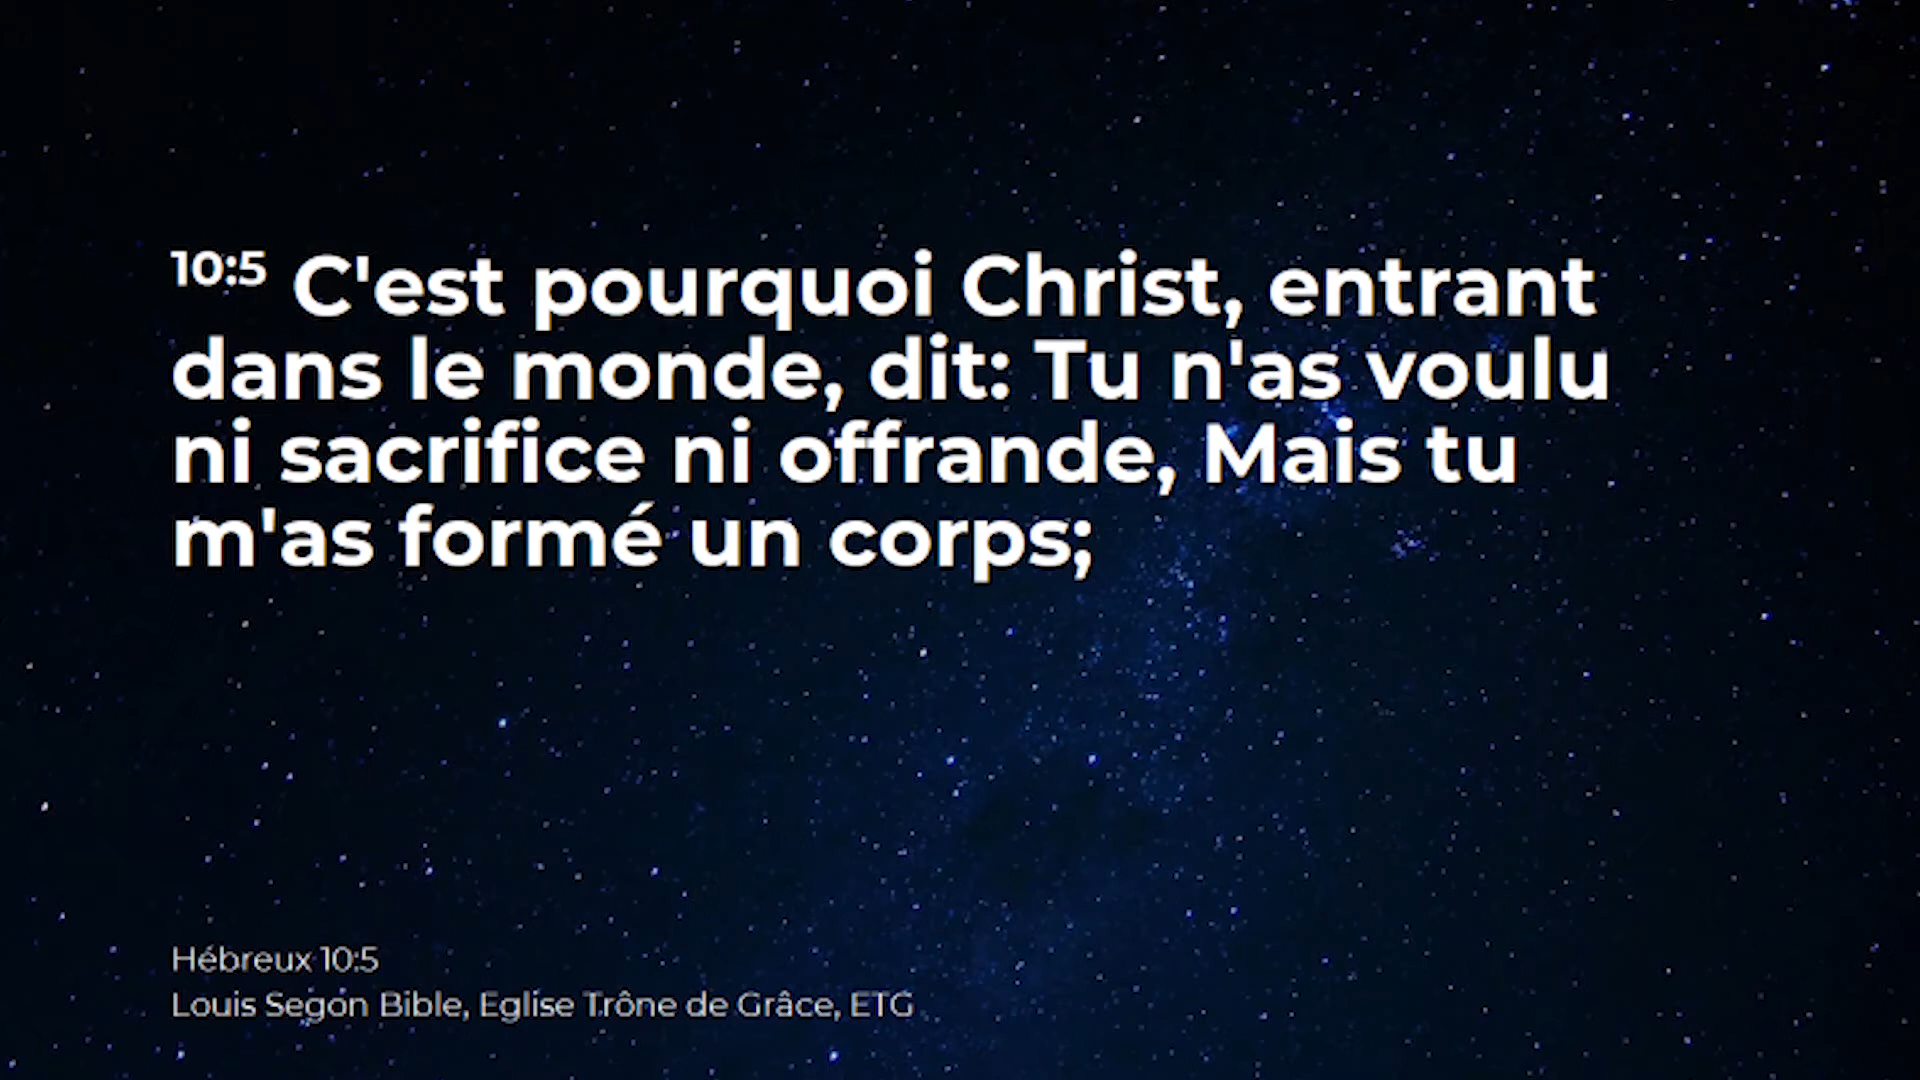 10:5 C'est pourquoi Christ, entrant
dans le monde, dit: Tu n'as voulu
ni sacrifice ni offrande, Mais tu
m'as formé un corps;
Hébreux 10:5
Louis Segon Bible, Eglise Trône de Grâce, ETG